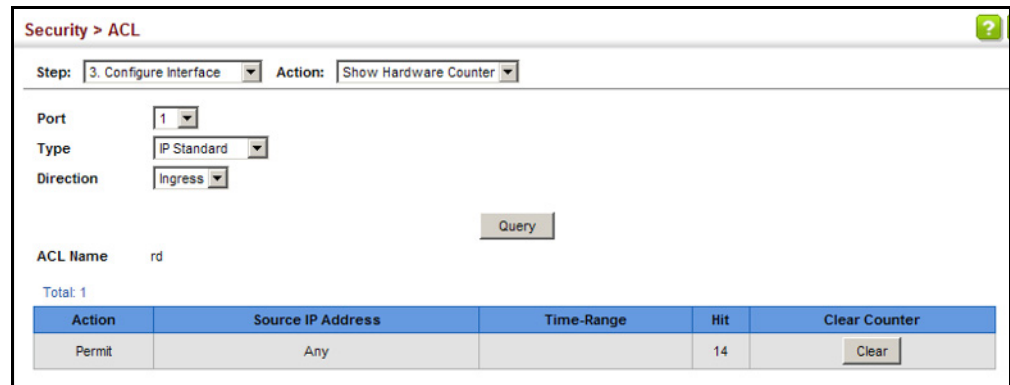 Security > ACL
?
Step: 3. Configure Interface Action: Show Hardware Counter
Port 1
Type IP Standard
Direction Ingress
Query
ACL Name rd
Total: 1
Action Source IP Address Time-Range Hit Clear Counter
Permit Any 14 Clear